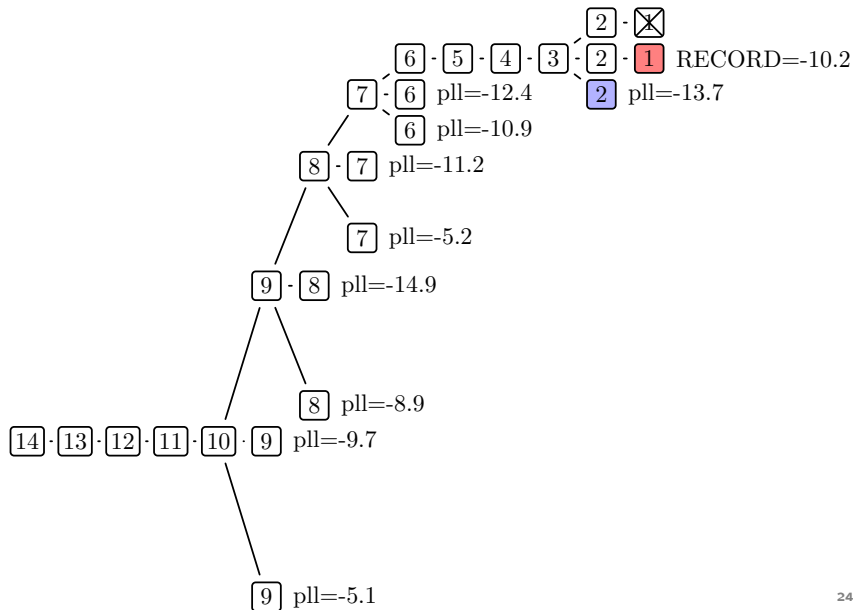 2 1
6 5 4 3 2 1 RECORD=-10.2
7 6 pll=-12.4 2 pll=-13.7
6 pll=-10.9
8 7 pll=-11.2
7 pll=-5.2
9 8 pll=-14.9
8 pll=-8.9
14 13 12 11 10 9 pll=-9.7
9 pll=-5.1
24